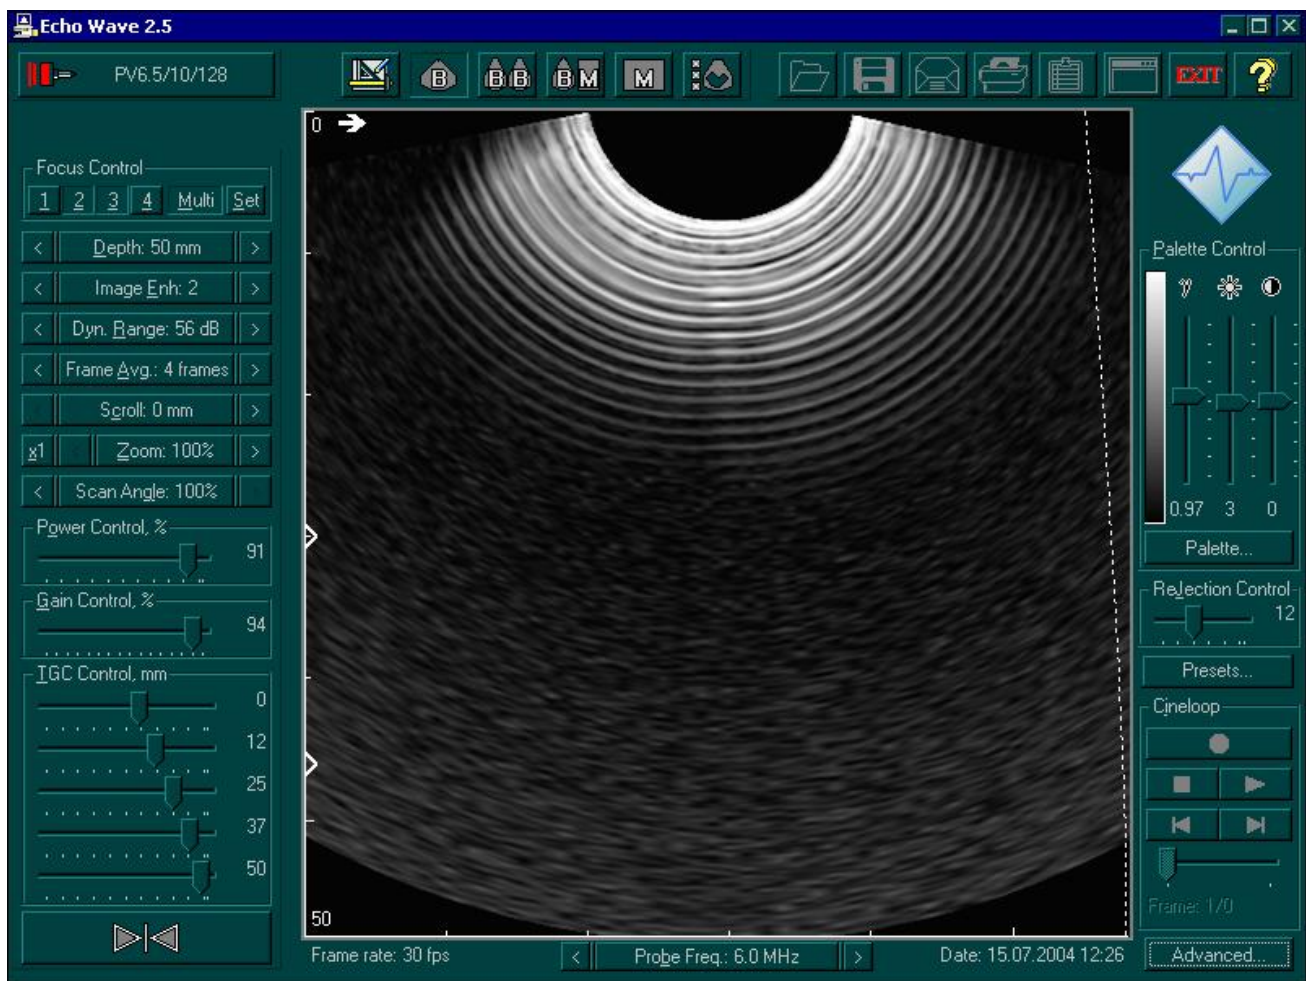 Echo Wave 2.5
PV6.5/10/128
B
B B
B M
M
EXIT
?
Focus Control
1 2 3 4 Multi Set
< Depth: 50 mm >
< Image Enh: 2 >
< Dyn. Range: 56 dB >
< Frame Avg.: 4 frames >
Scroll: 0 mm >
x1 Zoom: 100% >
< Scan Angle: 100%
Power Control, %
91
Gain Control, %
94
TGC Control, mm
0
12
25
37
50
0
50
Frame rate: 30 fps
< Probe Freq.: 6.0 MHz >
Date: 15.07.2004 12:26
Palette Control
γ
0.97 3 0
Palette...
ReJection Control
12
Presets...
Cineloop
Frame: 1/0
Advanced...